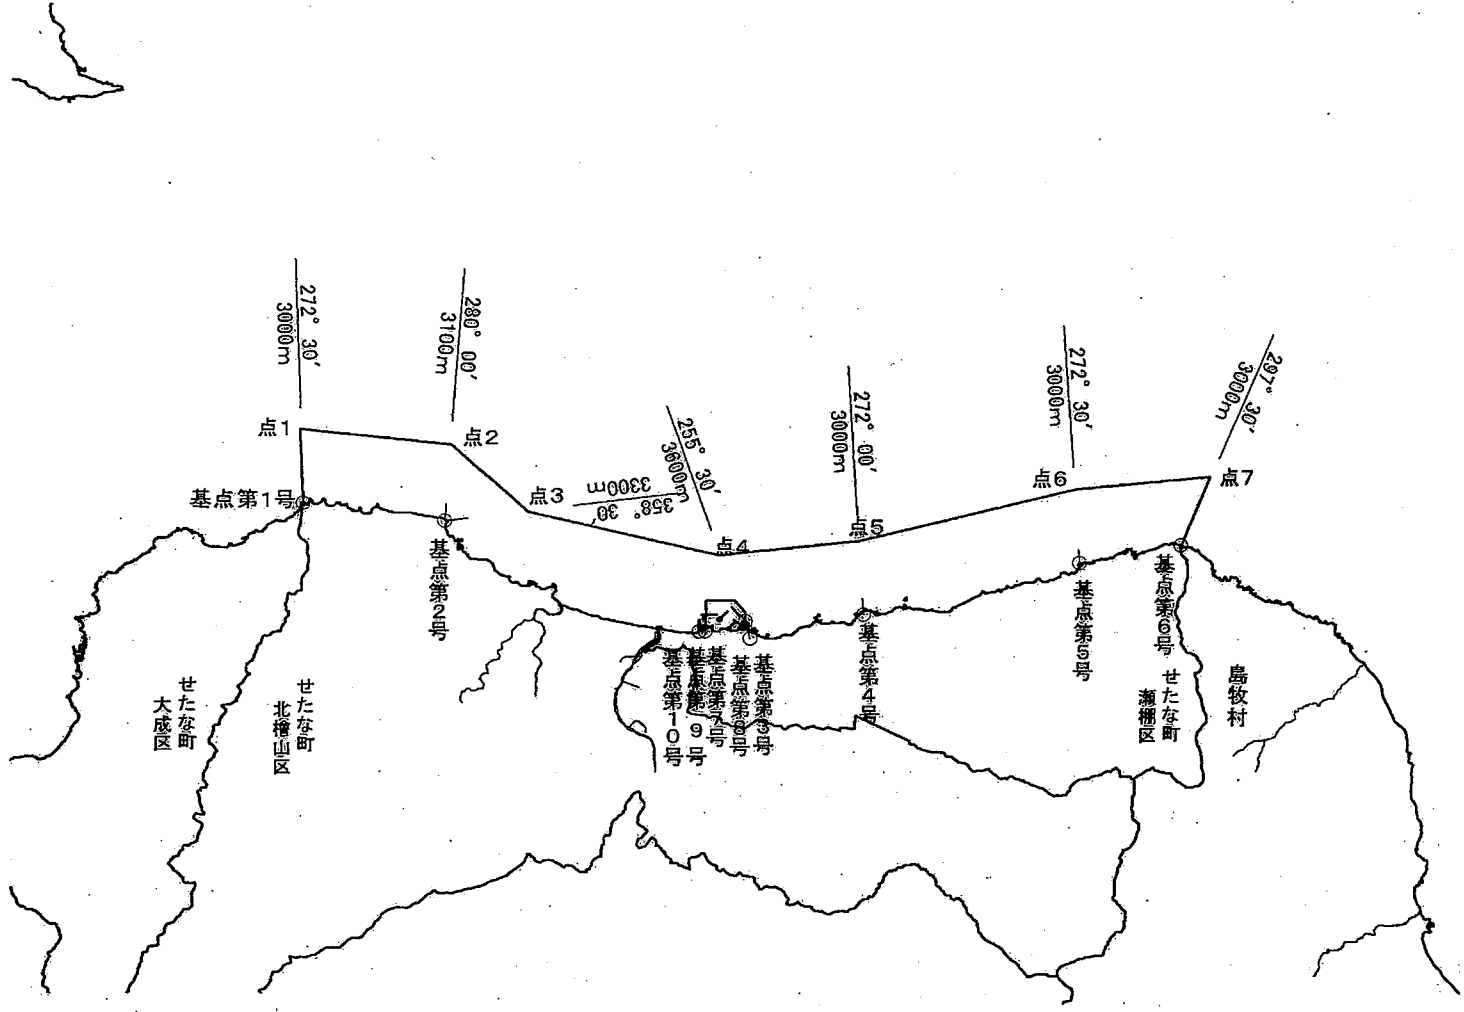 272° 30′
3000m
280° 00′
3100m
255° 30′
3600m
358° 30′
3300m
272° 00′
3000m
272° 30′
3000m
297° 30′
3000m
点1
点2
点3
点4
点5
点6
点7
基点第1号
基点第2号
基点第10号
基点第9号
基点第7号
基点第8号
基点第3号
基点第4号
基点第5号
基点第6号
せたな町
大成区
せたな町
北檜山区
せたな町
瀬棚区
島牧村